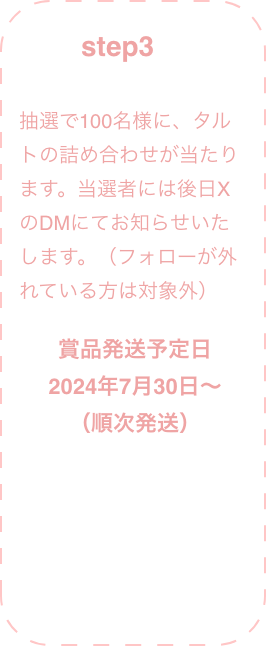 step3
抽選で100名様に、タル
トの詰め合わせが当たり
ます。当選者には後日X
のDMにてお知らせいた
します。（フォローが外
れている方は対象外）
賞品発送予定日
2024年7月30日〜
（順次発送）